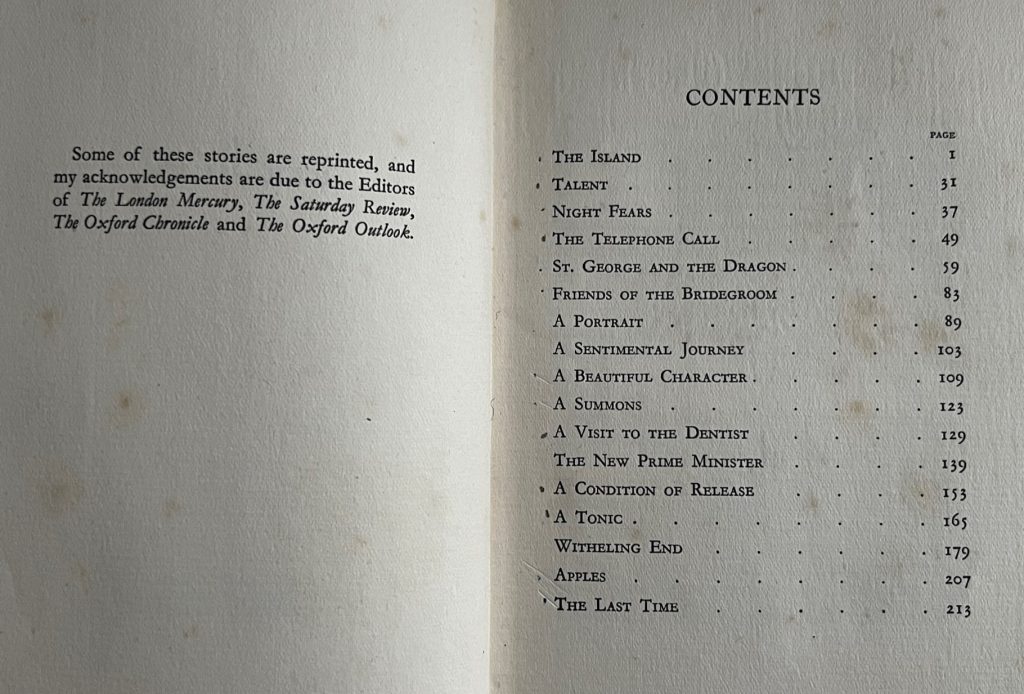 Some of these stories are reprinted, and
my acknowledgements are due to the Editors
of The London Mercury, The Saturday Review,
The Oxford Chronicle and The Oxford Outlook.
CONTENTS
PAGE
The Island . . . . . . . 1
Talent . . . . . . . . 31
Night Fears . . . . . . . 37
The Telephone Call . . . . . 49
St. George and the Dragon . . . . 59
Friends of the Bridegroom . . . . 83
A Portrait . . . . . . . 89
A Sentimental Journey . . . . 103
A Beautiful Character . . . . . 109
A Summons . . . . . . . 123
A Visit to the Dentist . . . . 129
The New Prime Minister . . . . 139
A Condition of Release . . . . 153
A Tonic . . . . . . . . 165
Witheling End . . . . . . 179
Apples . . . . . . . . 207
The Last Time . . . . . . 213